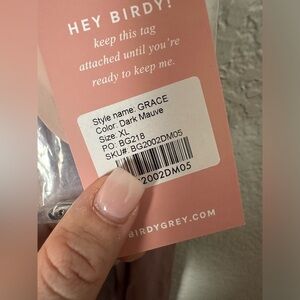 HEY BIRDY!
keep this tag
attached until you're
ready to keep me.
Style name: GRACE
Color: Dark Mauve
Size: XL
PO: BG218
SKU#: BG2002DM05
2002DM05
BIRDYGREY.COM